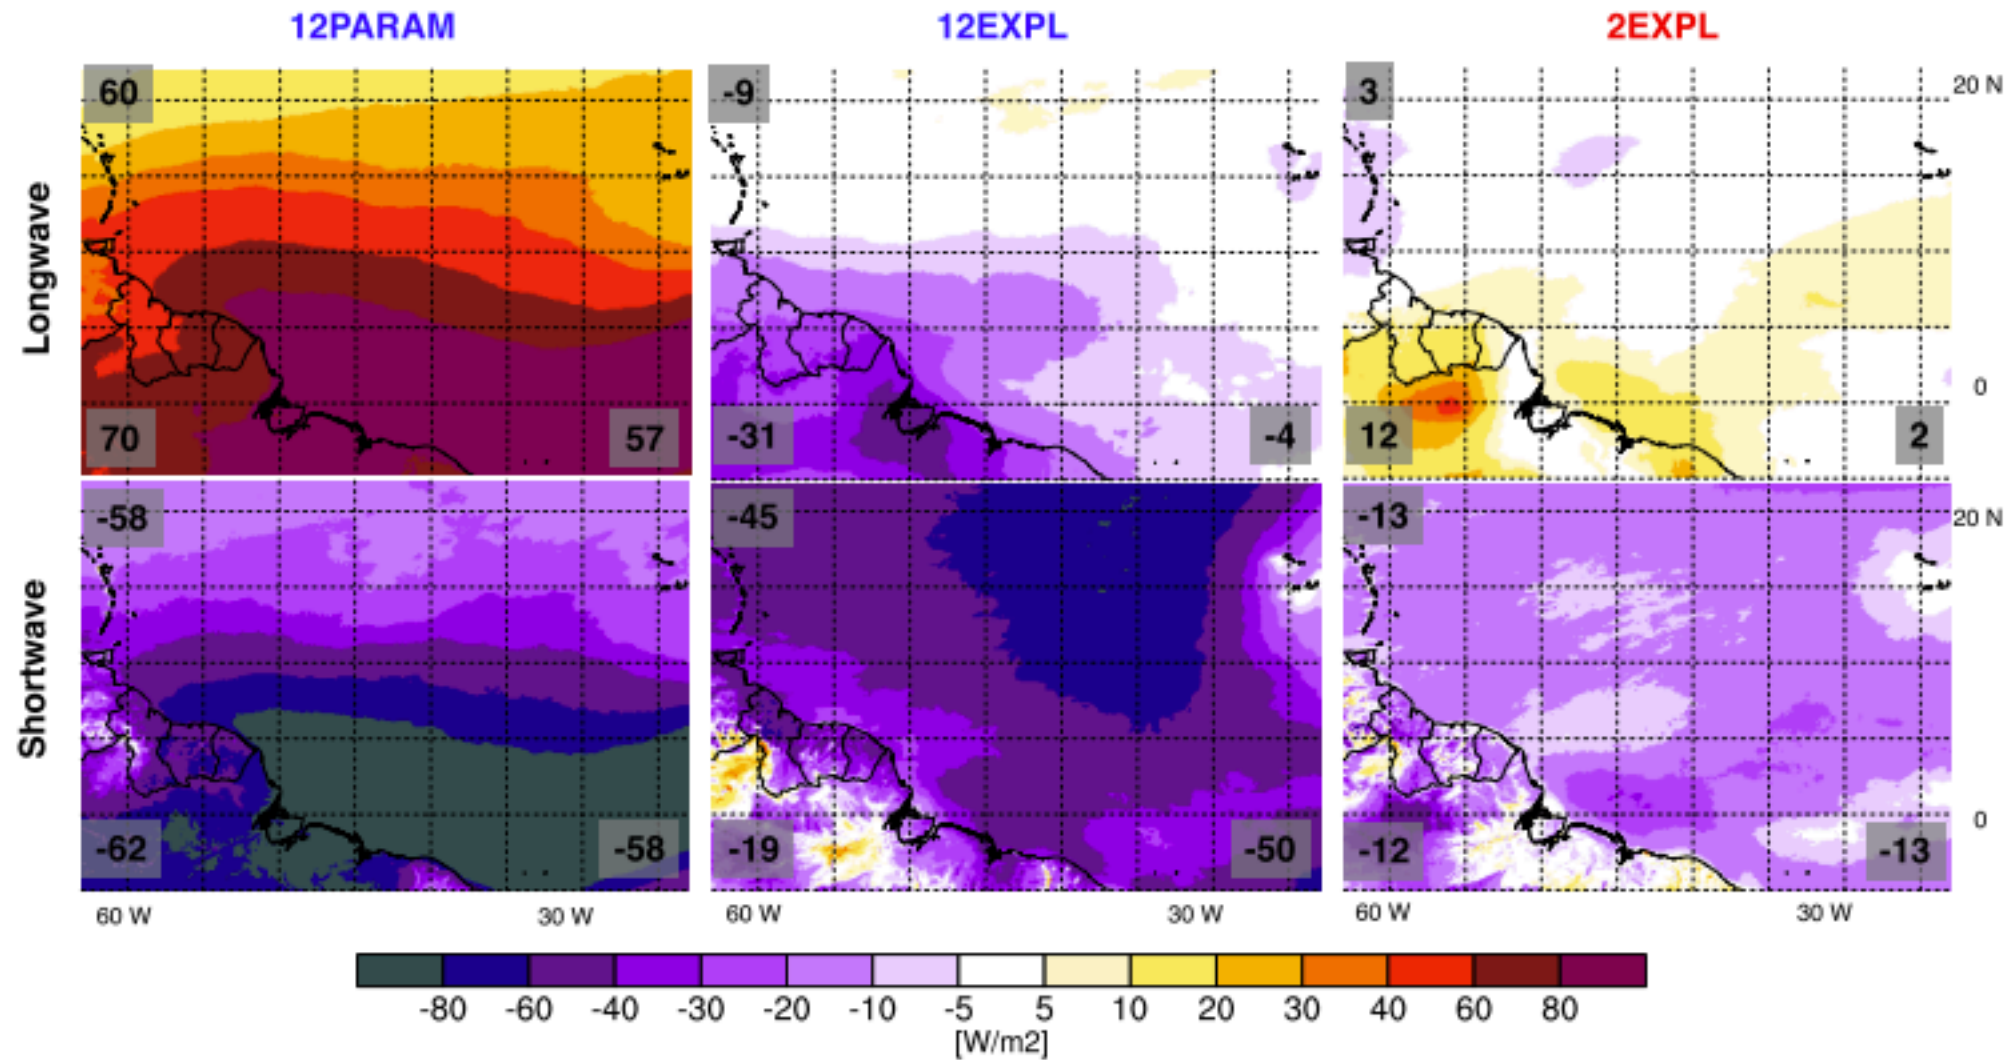 12PARAM 12EXPL 2EXPL
Longwave
60 -9 3 20 N
0
70 57 -31 -4 12 2
Shortwave
-58 -45 -13 20 N
0
-62 -58 -19 -50 -12 -13
60 W 30 W 60 W 30 W 60 W 30 W
-80 -60 -40 -30 -20 -10 -5 5 10 20 30 40 60 80
[W/m2]